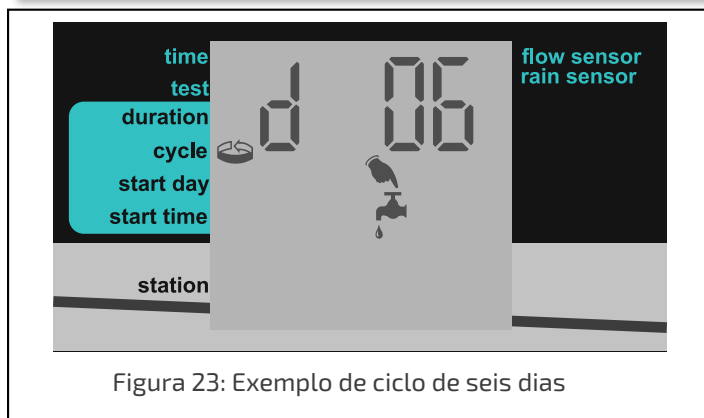 time
test
duration
cycle
start day
start time
station
d 06
flow sensor
rain sensor
Figura 23: Exemplo de ciclo de seis dias